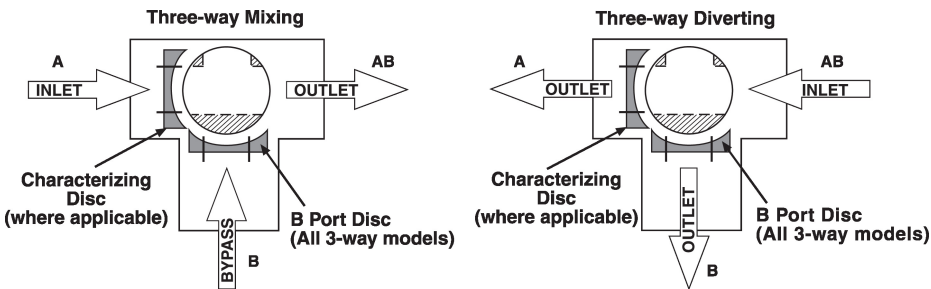 Three-way Mixing
A
AB
INLET
OUTLET
Characterizing
Disc
(where applicable)
B Port Disc
(All 3-way models)
BYPASS
B
Three-way Diverting
A
AB
OUTLET
INLET
Characterizing
Disc
(where applicable)
B Port Disc
(All 3-way models)
OUTLET
B